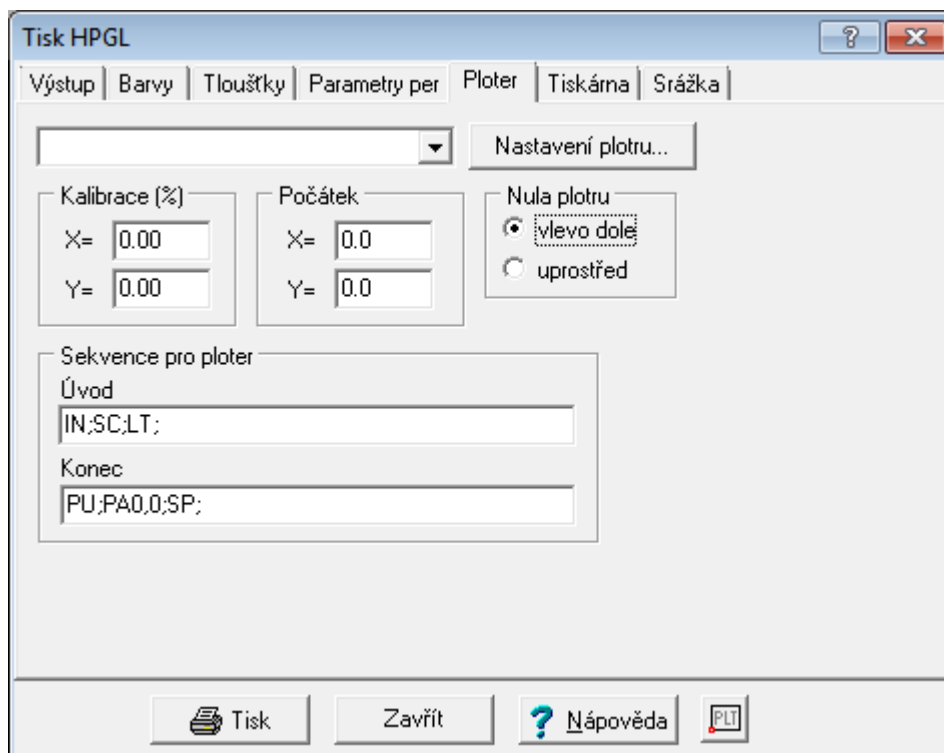 Tisk HPGL
Výstup Barvy Tloušťky Parametry per Ploter Tiskárna Srážka
Nastavení plotru...
Kalibrace (%) Počátek Nula plotru
X= 0.00 X= 0.0 vlevo dole
Y= 0.00 Y= 0.0 uprostřed
Sekvence pro ploter
Úvod
IN;SC;LT;
Konec
PU;PA0,0;SP;
Tisk Zavřít ? Nápověda PLT